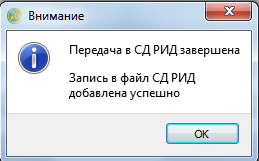 Внимание
Передача в СД РИД завершена
Запись в файл СД РИД
добавлена успешно
OK